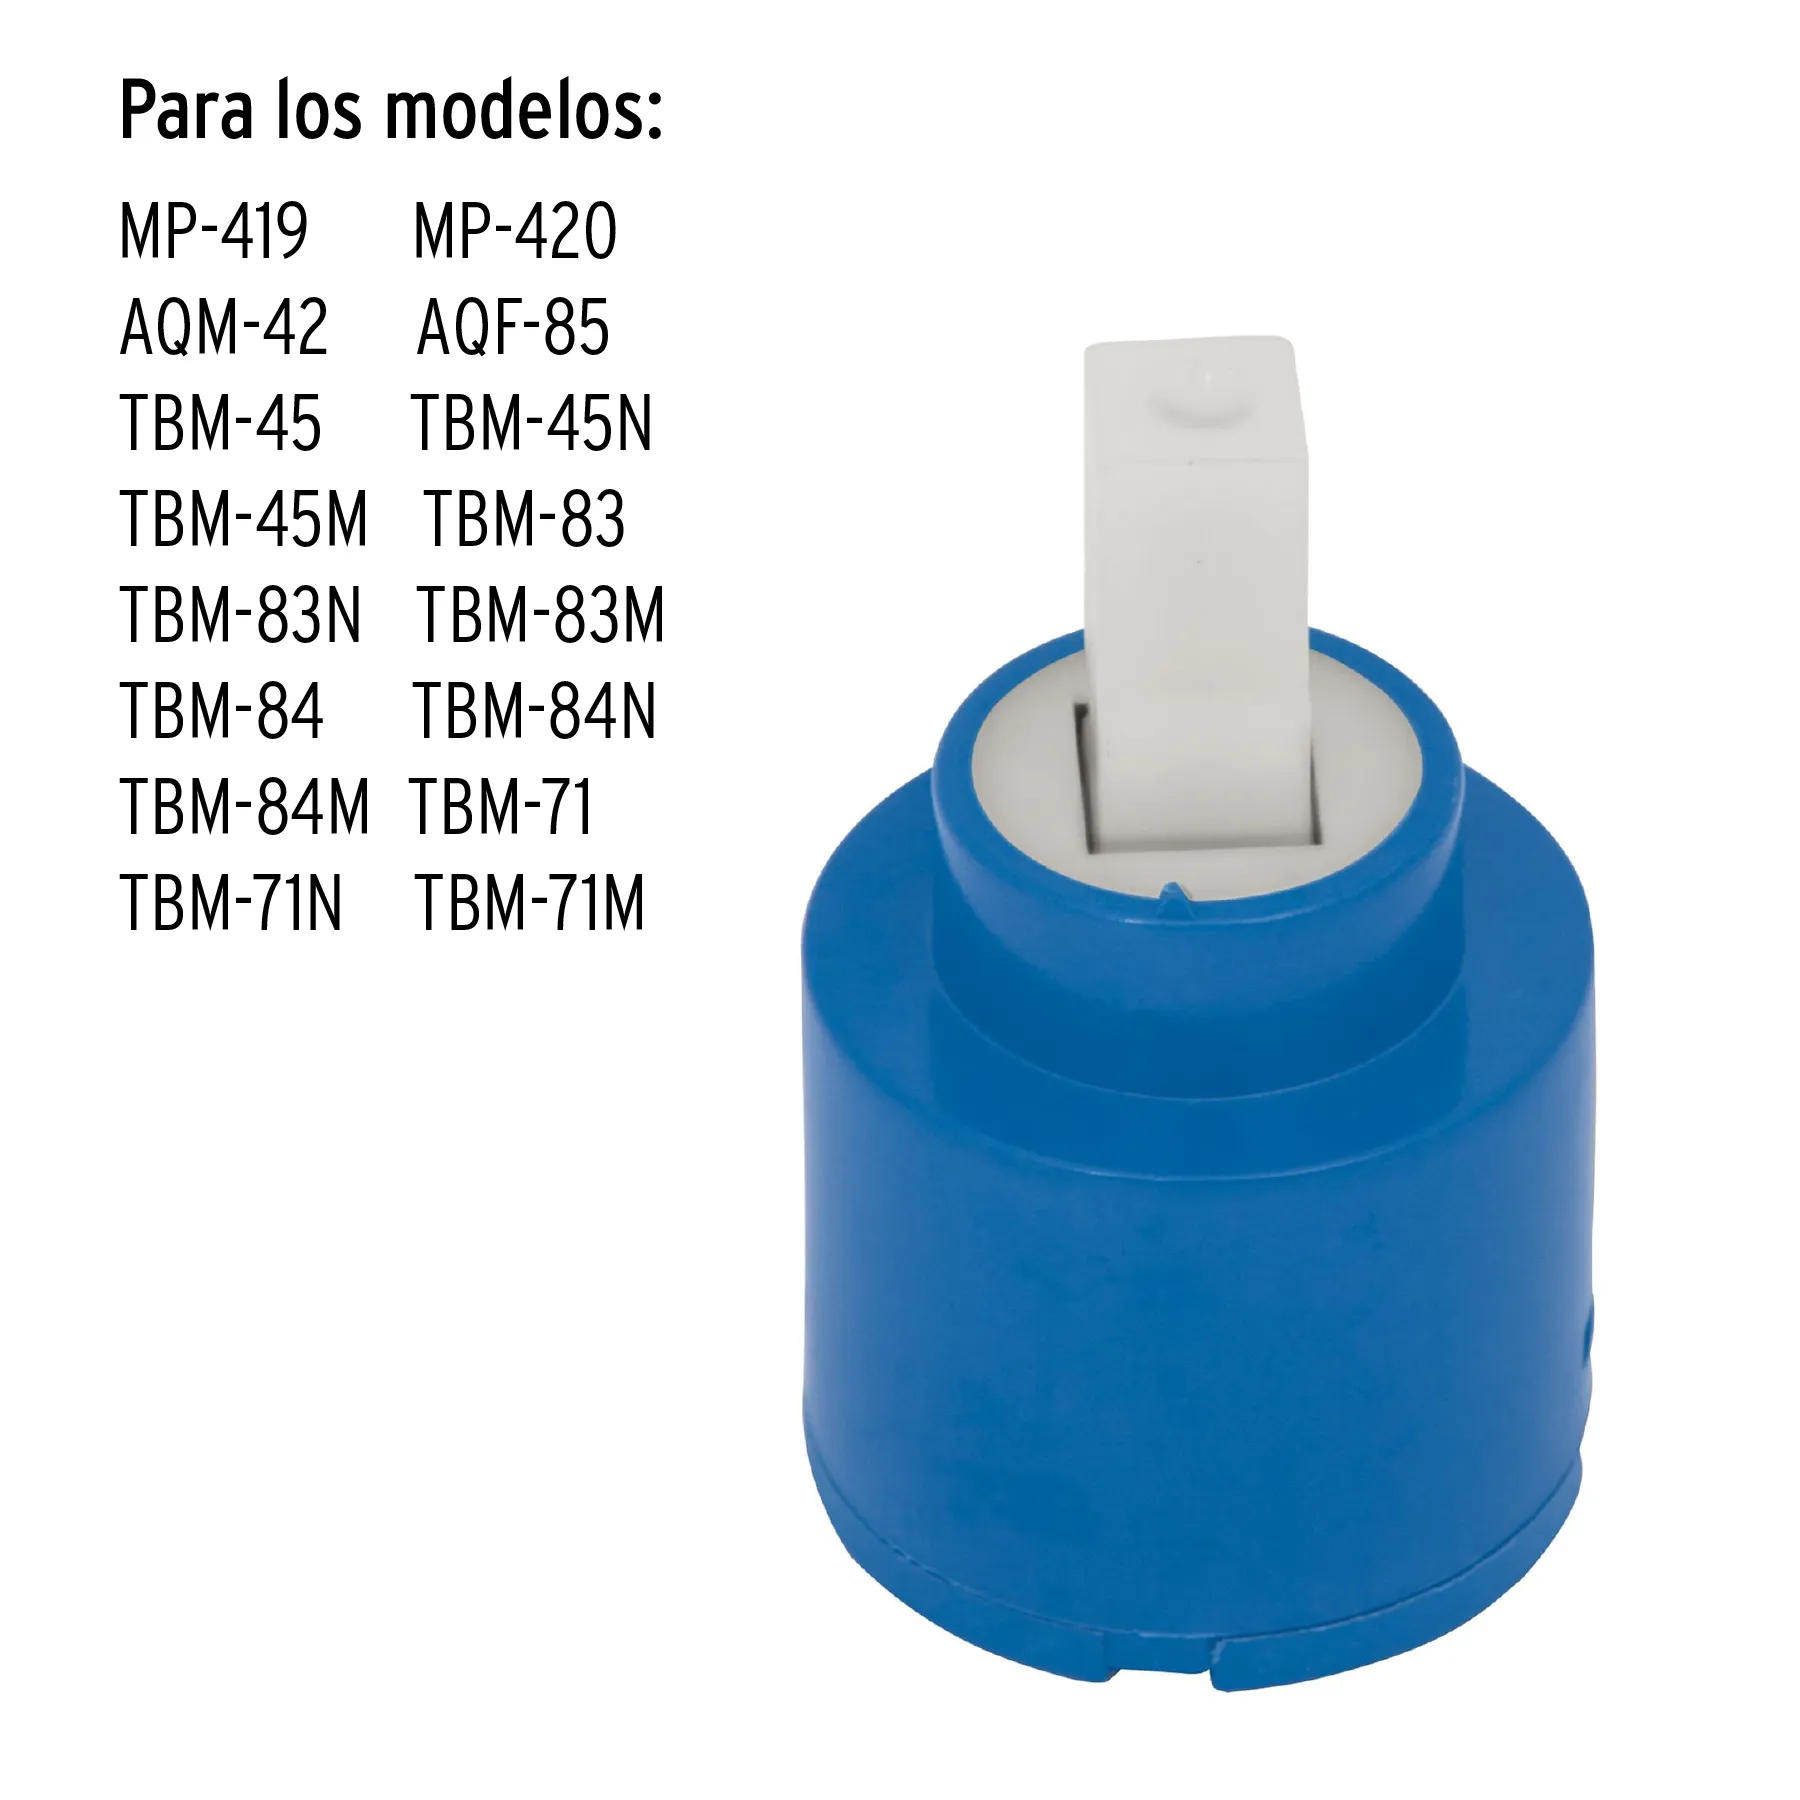 Para los modelos:
MP-419 MP-420
AQM-42 AQF-85
TBM-45 TBM-45N
TBM-45M TBM-83
TBM-83N TBM-83M
TBM-84 TBM-84N
TBM-84M TBM-71
TBM-71N TBM-71M